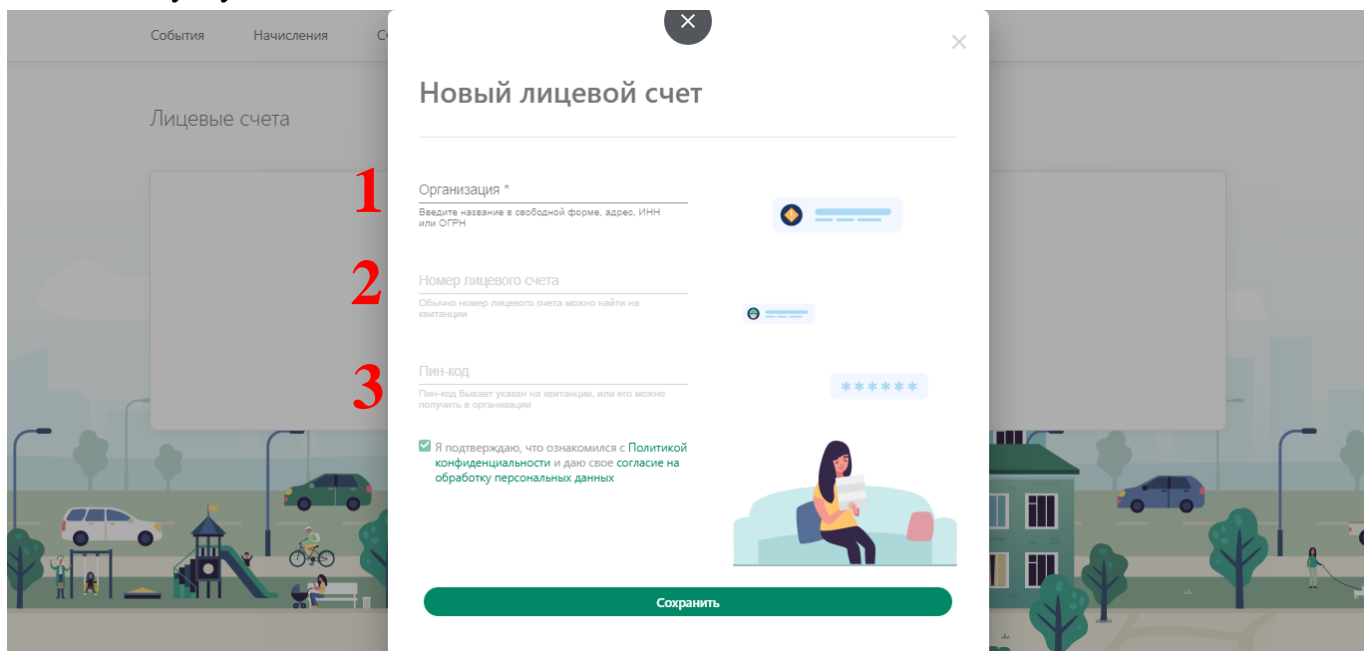 События Начисления
Новый лицевой счет
Лицевые счета
1
Организация *
Введите название в свободной форме, адрес, ИНН
или ОГРН
2
Номер лицевого счета
Обычно номер лицевого счета можно найти на
квитанции
3
Пин-код
Пин-код бывает указан на квитанции, или его можно
получить в организации
******
Я подтверждаю, что ознакомился с Политикой
конфиденциальности и даю свое согласие на
обработку персональных данных
Сохранить